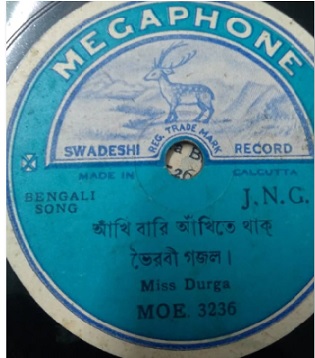 MEGAPHONE
REG. TRADE MARK
SWADESHI RECORD
MADE IN CALCUTTA
BENGALI SONG
J.N.G.
আঁখি বারি আঁখিতে থাক্
ভৈরবী গজল।
Miss Durga
MOE. 3236